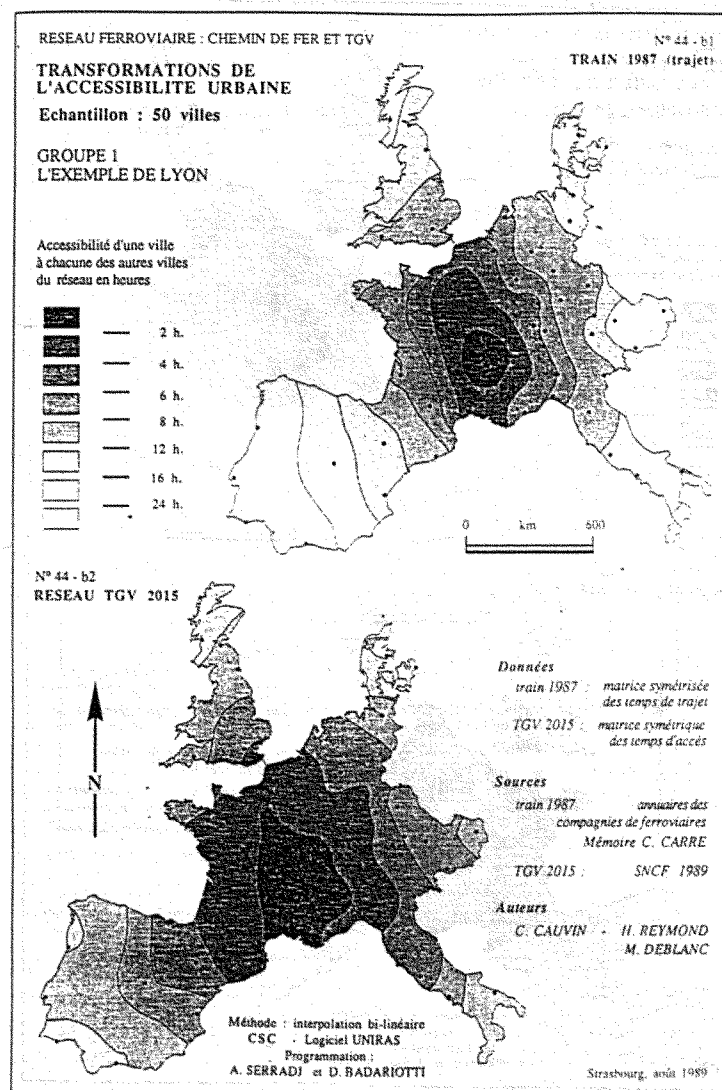 RESEAU FERROVIAIRE : CHEMIN DE FER ET TGV
N° 44 - b1
TRAIN 1987 (trajet)
TRANSFORMATIONS DE
L'ACCESSIBILITE URBAINE
Echantillon : 50 villes
GROUPE 1
L'EXEMPLE DE LYON
Accessibilité d'une ville
à chacune des autres villes
du réseau en heures
2 h.
4 h.
6 h.
8 h.
12 h.
16 h.
24 h.
0 km 600
N° 44 - b2
RESEAU TGV 2015
N
Données
train 1987 : matrice symétrisée
des temps de trajet
TGV 2015 : matrice symétrique
des temps d'accés
Sources
train 1987 annuaires des
compagnies de ferroviaires
Mémoire C. CARRE
TGV 2015 : SNCF 1989
Auteurs
C. CAUVIN - H. REYMOND
M. DEBLANC
Méthode : interpolation bi-linéaire
CSC - Logiciel UNIRAS
Programmation :
A. SERRADJ et D. BADARIOTTI
Strasbourg, août 1989